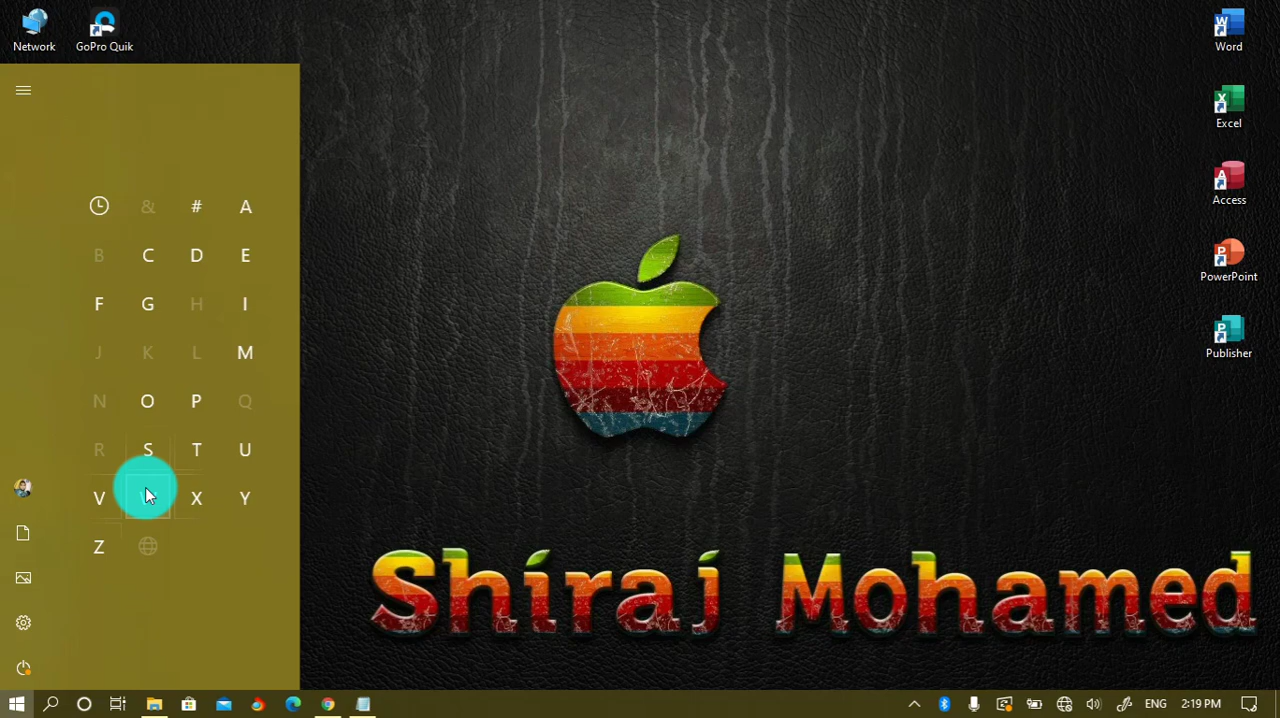 Network
GoPro Quik
Word
Excel
Access
PowerPoint
Publisher
& # A
B C D E
F G H I
J K L M
N O P Q
R S T U
V W X Y
Z
Shiraj Mohamed
ENG 2:19 PM